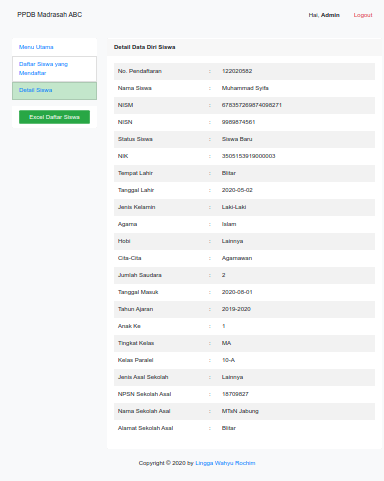 PPDB Madrasah ABC
Hai, Admin
Logout
Menu Utama
Daftar Siswa yang
Mendaftar
Detail Siswa
Excel Daftar Siswa
Detail Data Diri Siswa
No. Pendaftaran : 122020582
Nama Siswa : Muhammad Syifa
NISM : 678357269874098271
NISN : 9989874561
Status Siswa : Siswa Baru
NIK : 3505153919000003
Tempat Lahir : Blitar
Tanggal Lahir : 2020-05-02
Jenis Kelamin : Laki-Laki
Agama : Islam
Hobi : Lainnya
Cita-Cita : Agamawan
Jumlah Saudara : 2
Tanggal Masuk : 2020-08-01
Tahun Ajaran : 2019-2020
Anak Ke : 1
Tingkat Kelas : MA
Kelas Paralel : 10-A
Jenis Asal Sekolah : Lainnya
NPSN Sekolah Asal : 18709827
Nama Sekolah Asal : MTsN Jabung
Alamat Sekolah Asal : Blitar
Copyright © 2020 by Lingga Wahyu Rochim